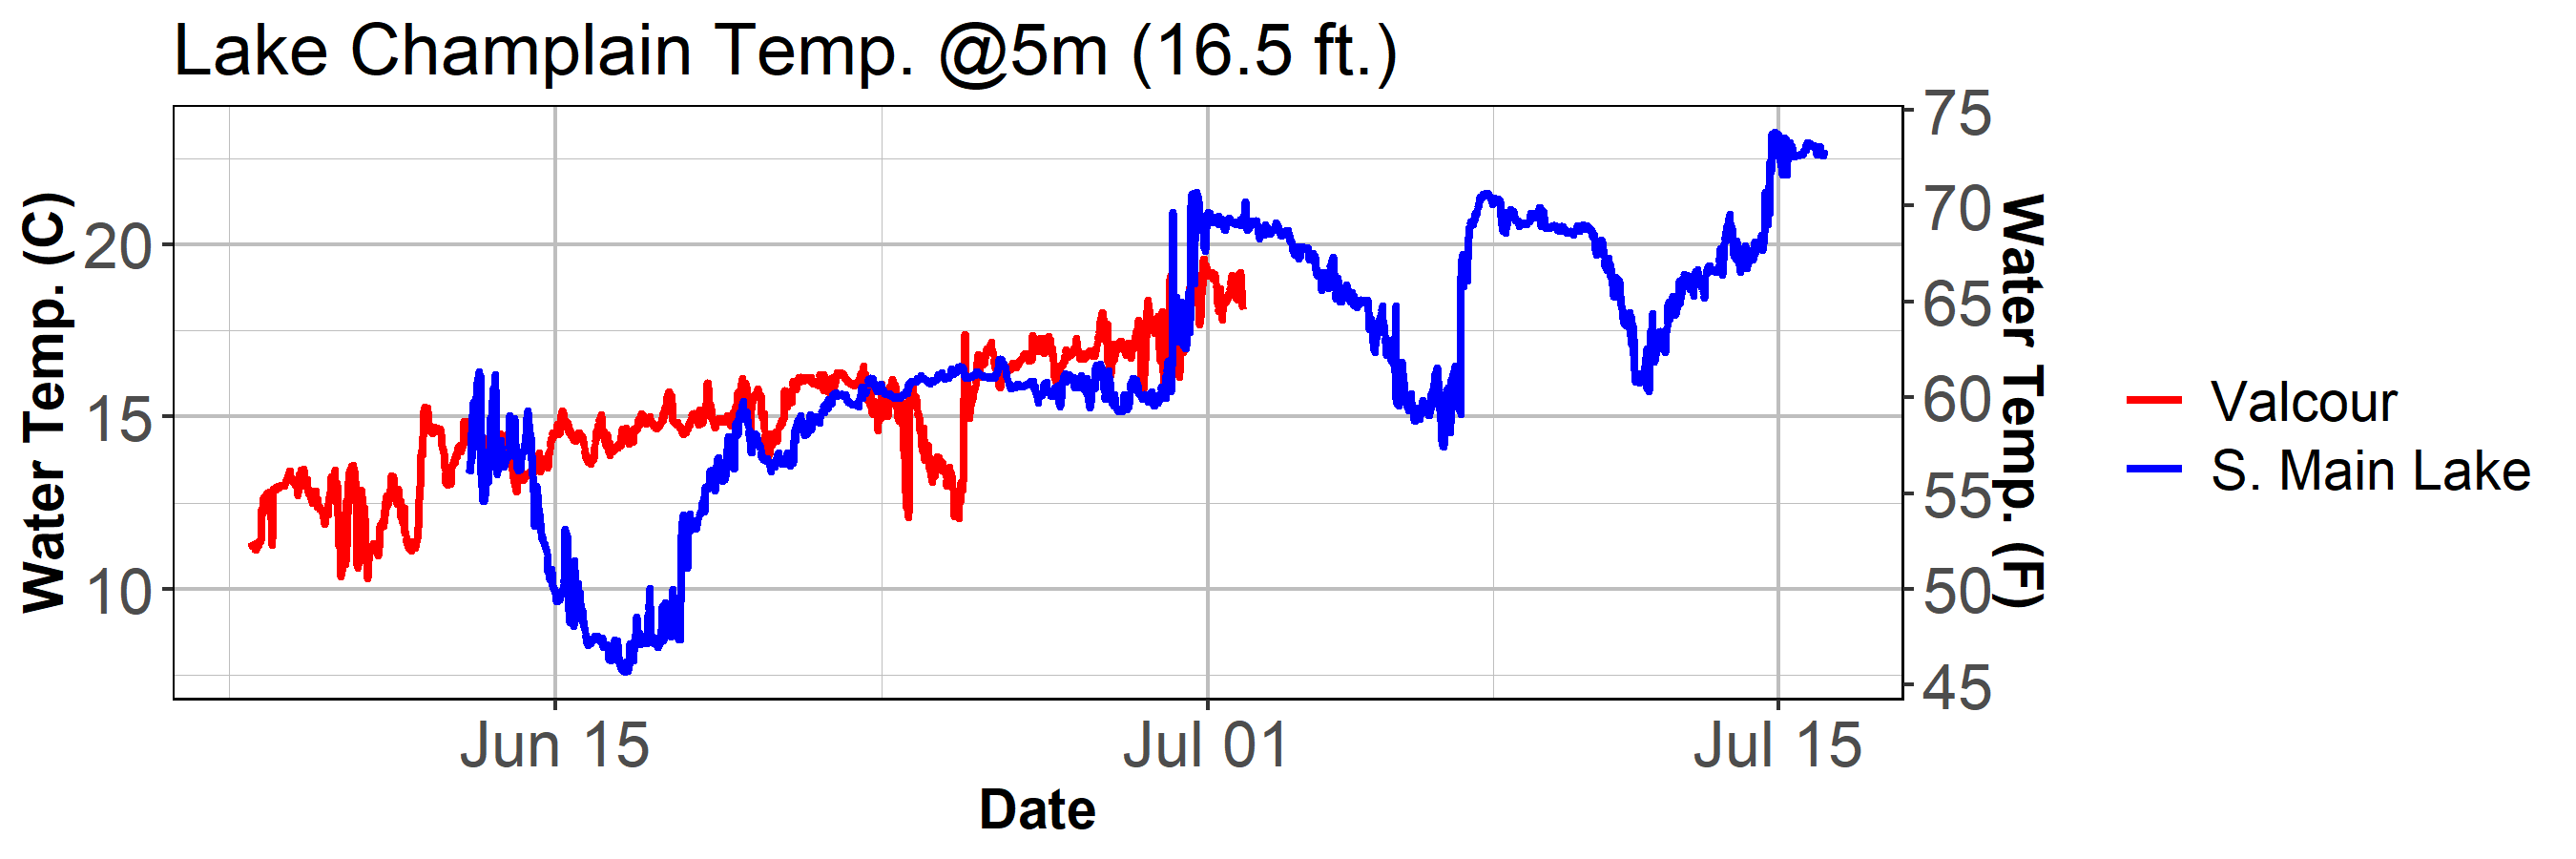 Lake Champlain Temp. @5m (16.5 ft.)
Water Temp. (C)
20
15
10
75
70
65
60
55
50
45
Water Temp. (F)
Jun 15
Jul 01
Jul 15
Date
Valcour
S. Main Lake